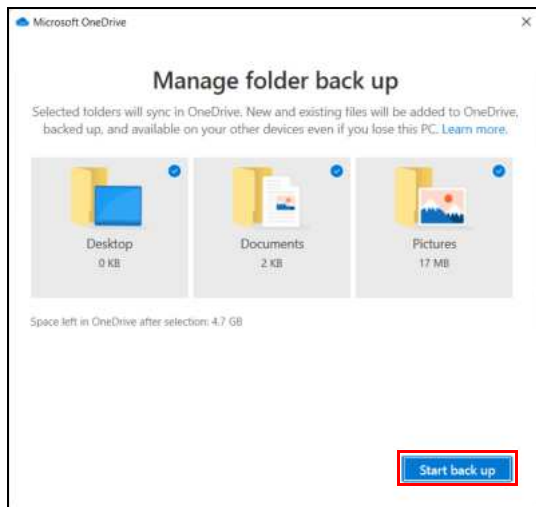 Microsoft OneDrive
Manage folder back up
Selected folders will sync in OneDrive. New and existing files will be added to OneDrive,
backed up, and available on your other devices even if you lose this PC. Learn more.
Desktop
0 KB
Documents
2 KB
Pictures
17 MB
Space left in OneDrive after selection: 4.7 GB
Start back up